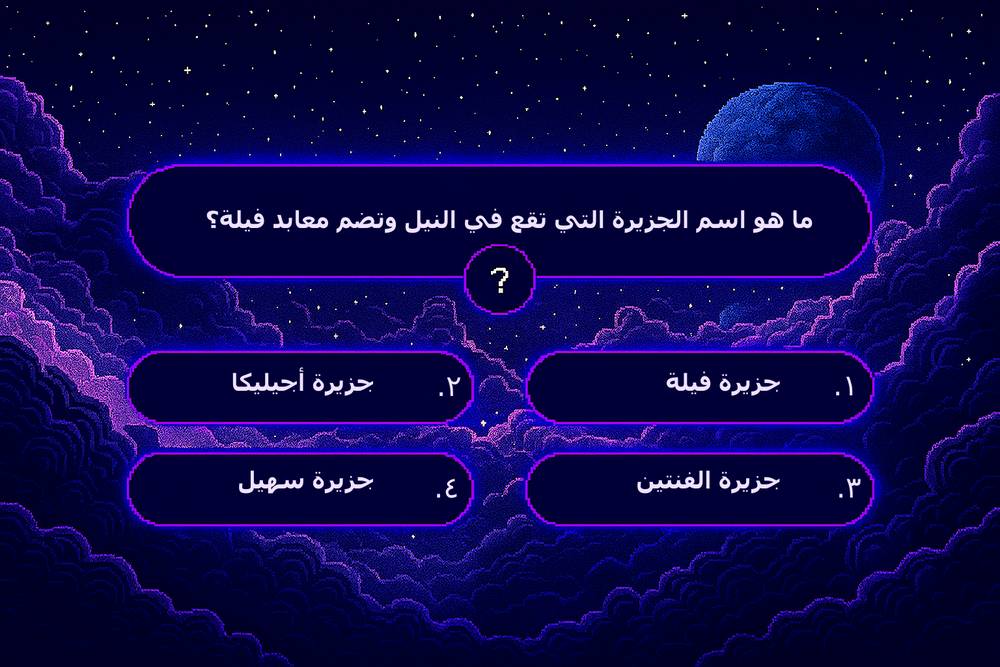 ما هو اسم الجزيرة التي تقع في النيل وتضم معابد فيلة؟
?
١. جزيرة فيلة
٢. جزيرة أجيليكا
٣. جزيرة الفنتين
٤. جزيرة سهيل